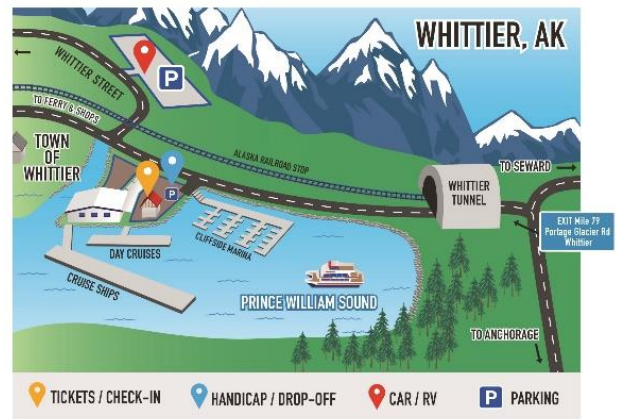 WHITTIER, AK
P
WHITTIER STREET
TO FERRY & SHOPS
TOWN
OF
WHITTIER
ALASKA RAILROAD STOP
TO SEWARD
WHITTIER
TUNNEL
P
EXIT Mile 79
Portage Glacier Rd
Whittier
DAY CRUISES
CLIFFSIDE MARINA
CRUISE SHIPS
PRINCE WILLIAM SOUND
TO ANCHORAGE
TICKETS / CHECK-IN
HANDICAP / DROP-OFF
CAR / RV
P PARKING